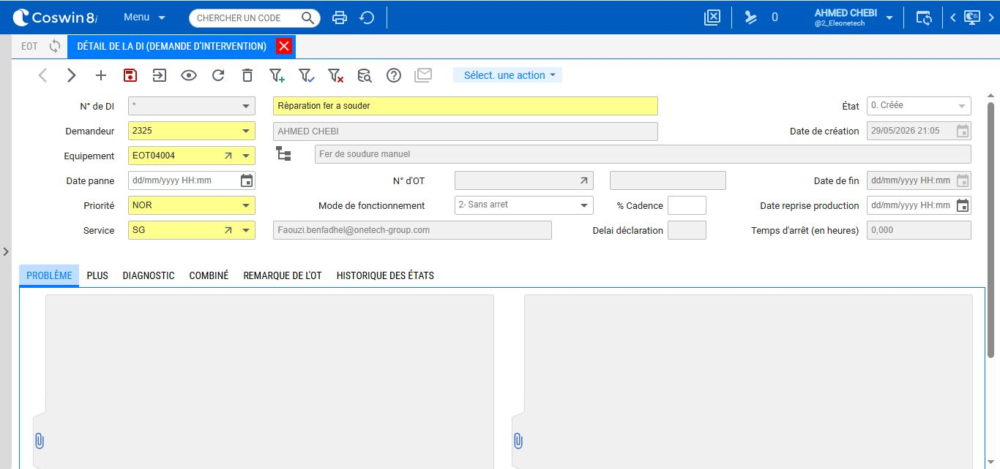 Coswin 8i Menu CHERCHER UN CODE 0 AHMED CHEBI
@2_Eleonetech
EOT DÉTAIL DE LA DI (DEMANDE D'INTERVENTION)
Sélect. une action
N° de DI * Réparation fer a souder État 0. Créée
Demandeur 2325 AHMED CHEBI Date de création 29/05/2026 21:05
Equipement EOT04004 Fer de soudure manuel
Date panne dd/mm/yyyy HH:mm N° d'OT Date de fin dd/mm/yyyy HH:mm
Priorité NOR Mode de fonctionnement 2- Sans arret % Cadence Date reprise production dd/mm/yyyy HH:mm
Service SG Faouzi.benfadhel@onetech-group.com Delai déclaration Temps d'arrêt (en heures) 0,000
PROBLÈME PLUS DIAGNOSTIC COMBINÉ REMARQUE DE L'OT HISTORIQUE DES ÉTATS